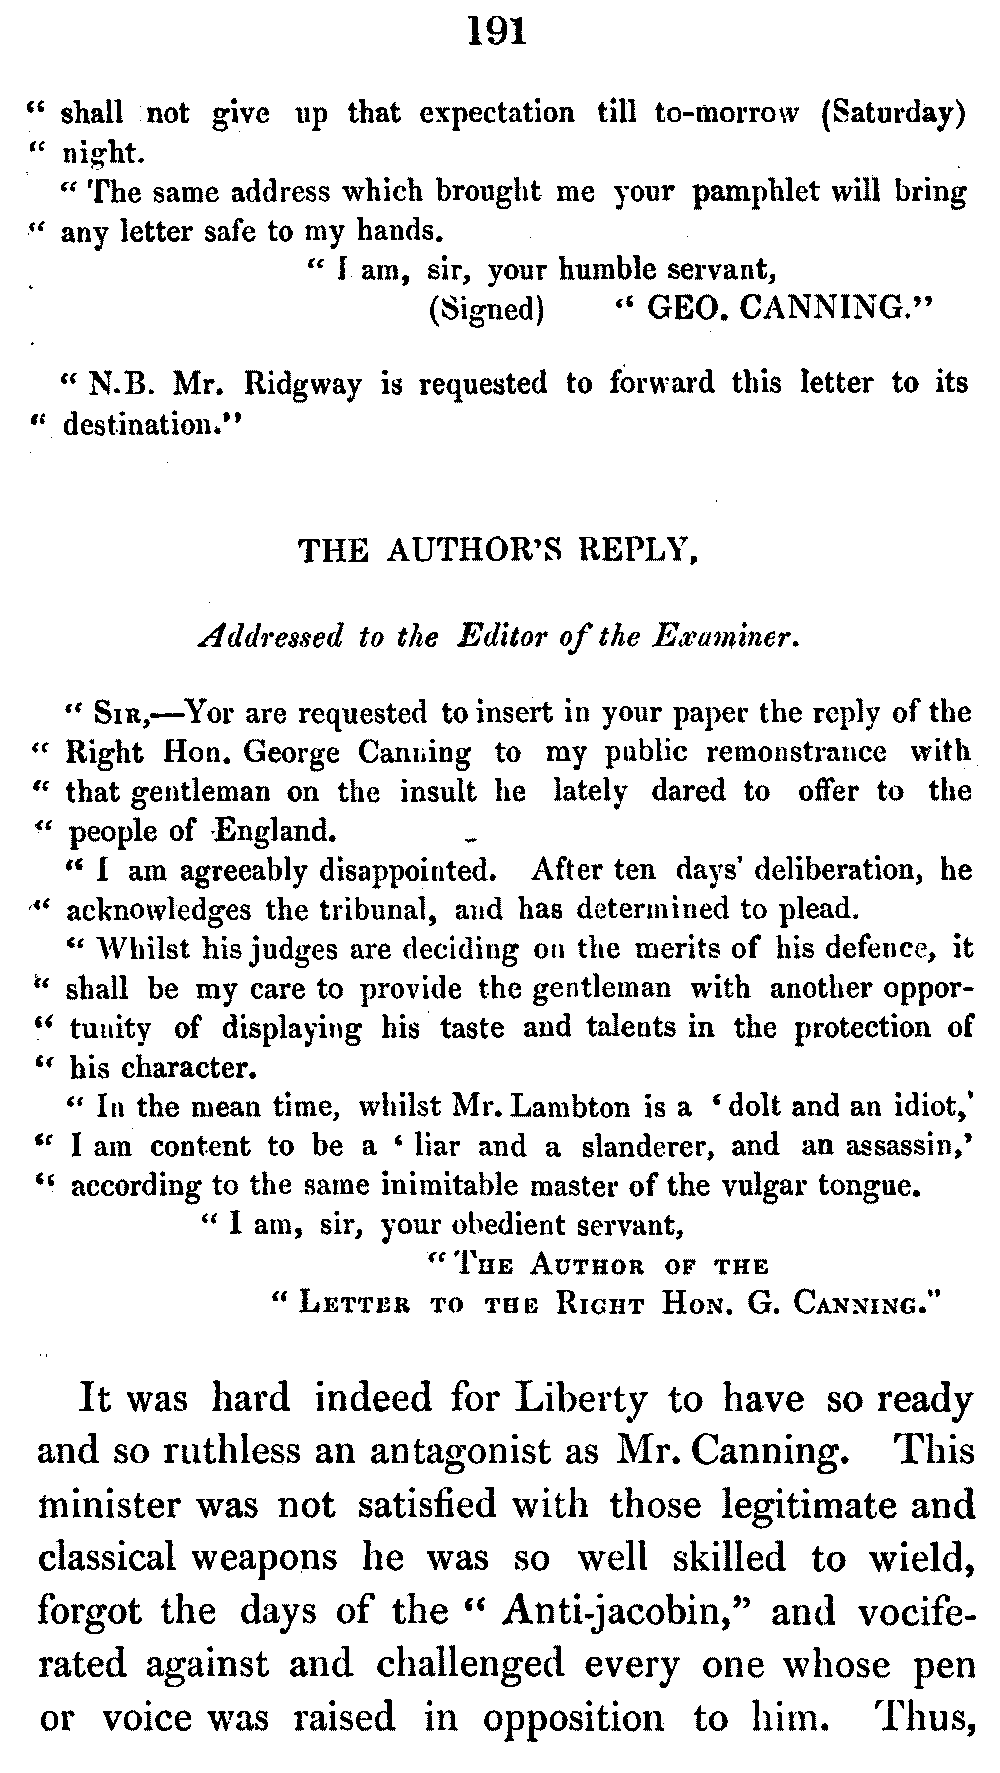 191
“ shall not give up that expectation till to-morrow (Saturday)
“ night.
“ The same address which brought me your pamphlet will bring
“ any letter safe to my hands.
“ I am, sir, your humble servant,
(Signed) “ GEO. CANNING.”
“ N.B. Mr. Ridgway is requested to forward this letter to its
“ destination.”
THE AUTHOR’S REPLY,
Addressed to the Editor of the Examiner.
“ SIR,—Yor are requested to insert in your paper the reply of the
“ Right Hon. George Canning to my public remonstrance with
“ that gentleman on the insult he lately dared to offer to the
“ people of England.
“ I am agreeably disappointed. After ten days’ deliberation, he
“ acknowledges the tribunal, and has determined to plead.
“ Whilst his judges are deciding on the merits of his defence, it
“ shall be my care to provide the gentleman with another oppor-
“ tunity of displaying his taste and talents in the protection of
“ his character.
“ In the mean time, whilst Mr. Lambton is a ‘ dolt and an idiot,’
“ I am content to be a ‘ liar and a slanderer, and an assassin,’
“ according to the same inimitable master of the vulgar tongue.
“ I am, sir, your obedient servant,
“ THE AUTHOR OF THE
“ LETTER TO THE RIGHT HON. G. CANNING.”
It was hard indeed for Liberty to have so ready
and so ruthless an antagonist as Mr. Canning. This
minister was not satisfied with those legitimate and
classical weapons he was so well skilled to wield,
forgot the days of the “ Anti-jacobin,” and vocife-
rated against and challenged every one whose pen
or voice was raised in opposition to him. Thus,